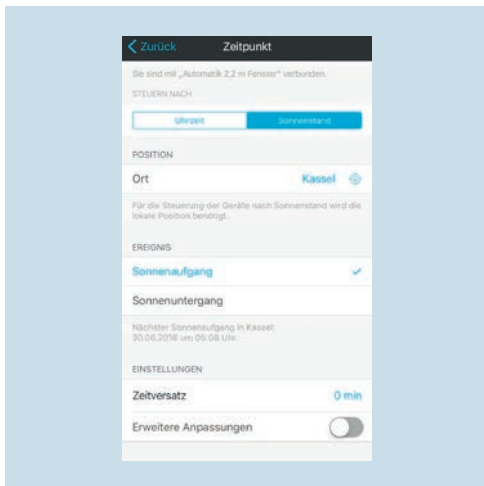 Zurück
Zeitpunkt
Sie sind mit „Automatik 2,2 m Fenster“ verbunden.
STEUERN NACH
Uhrzeit
Sonnenstand
POSITION
Ort
Kassel
Für die Steuerung der Geräte nach Sonnenstand wird die
lokale Position benötigt.
EREIGNIS
Sonnenaufgang
Sonnenuntergang
Nächster Sonnenaufgang in Kassel:
30.06.2018 um 05:08 Uhr.
EINSTELLUNGEN
Zeitversatz
0 min
Erweitere Anpassungen